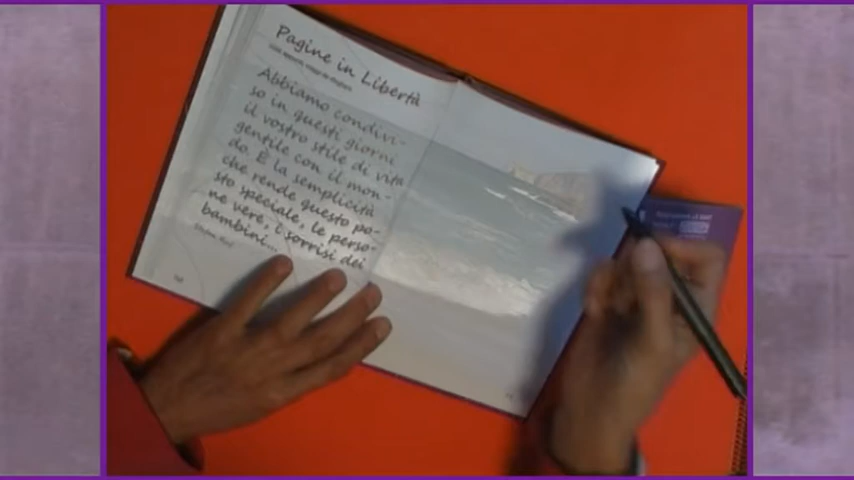 Pagine in Libertà
Abbiamo condivi-
so in questi giorni
il vostro stile di vita
gentile con il mon-
do. È la semplicità
che rende questo po-
sto speciale, le perso-
ne vere, i sorrisi dei
bambini...